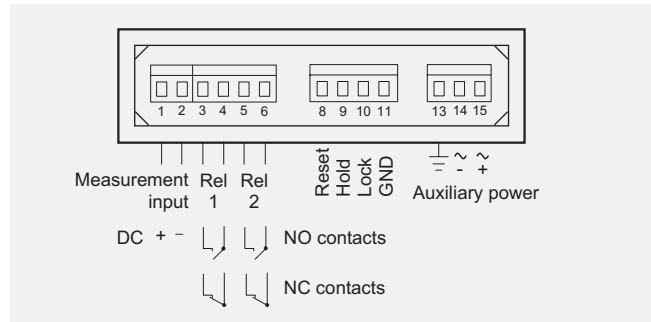 1 2 3 4 5 6 8 9 10 11 13 14 15
Reset
Hold
Lock
GND
~ ~
- +
Measurement
input
Rel
1
Rel
2
Auxiliary power
DC + − NO contacts
NC contacts